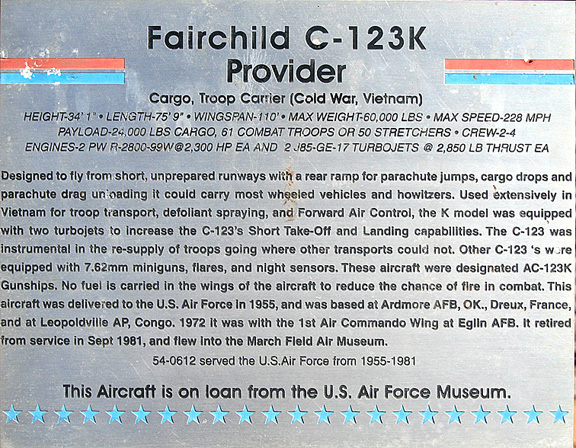 Fairchild C-123K
Provider
Cargo, Troop Carrier (Cold War, Vietnam)
HEIGHT-34' 1" • LENGTH-75' 9" • WINGSPAN-110' • MAX WEIGHT-60,000 LBS • MAX SPEED-228 MPH
PAYLOAD-24,000 LBS CARGO, 61 COMBAT TROOPS OR 50 STRETCHERS • CREW-2-4
ENGINES-2 PW R-2800-99W@2,300 HP EA AND 2 J85-GE-17 TURBOJETS @ 2,850 LB THRUST EA
Designed to fly from short, unprepared runways with a rear ramp for parachute jumps, cargo drops and
parachute drag unloading it could carry most wheeled vehicles and howitzers. Used extensively in
Vietnam for troop transport, defoliant spraying, and Forward Air Control, the K model was equipped
with two turbojets to increase the C-123's Short Take-Off and Landing capabilities. The C-123 was
instrumental in the re-supply of troops going where other transports could not. Other C-123 's were
equipped with 7.62mm miniguns, flares, and night sensors. These aircraft were designated AC-123K
Gunships. No fuel is carried in the wings of the aircraft to reduce the chance of fire in combat. This
aircraft was delivered to the U.S. Air Force in 1955, and was based at Ardmore AFB, OK., Dreux, France,
and at Leopoldville AP, Congo. 1972 it was with the 1st Air Commando Wing at Eglin AFB. It retired
from service in Sept 1981, and flew into the March Field Air Museum.
54-0612 served the U.S.Air Force from 1955-1981
This Aircraft is on loan from the U.S. Air Force Museum.